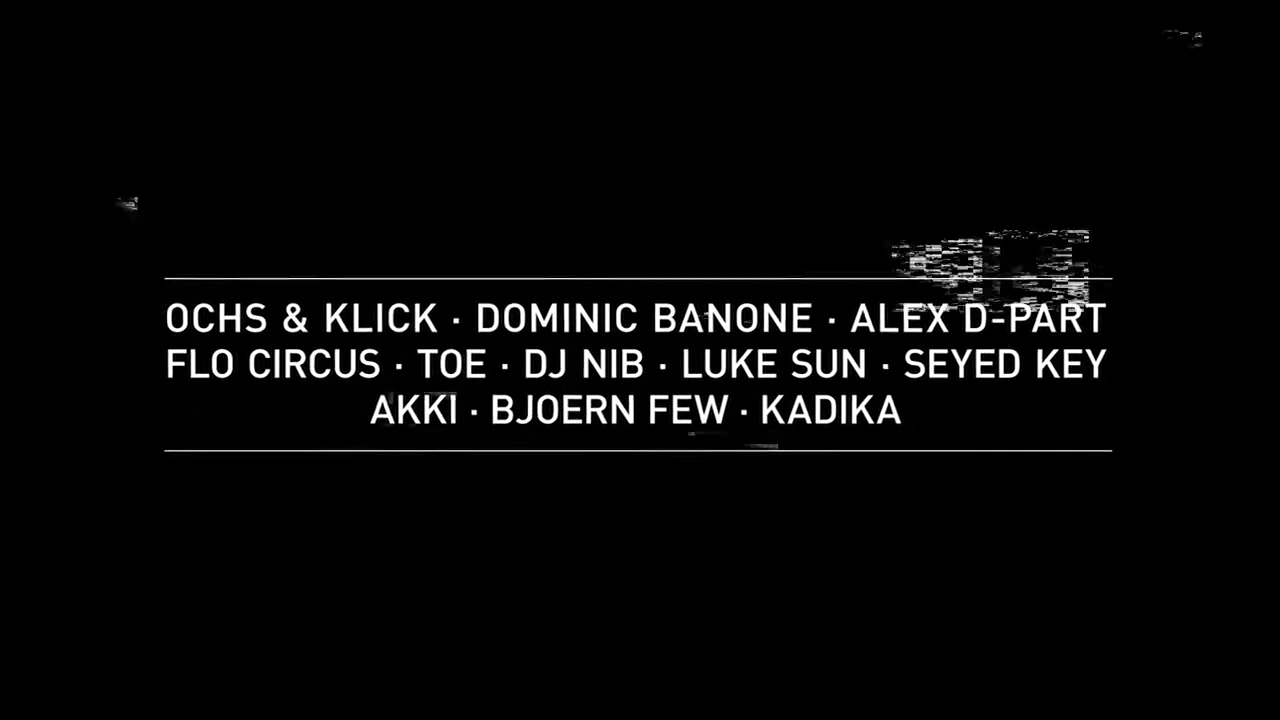 OCHS & KLICK · DOMINIC BANONE · ALEX D-PART
FLO CIRCUS · TOE · DJ NIB · LUKE SUN · SEYED KEY
AKKI · BJOERN FEW · KADIKA